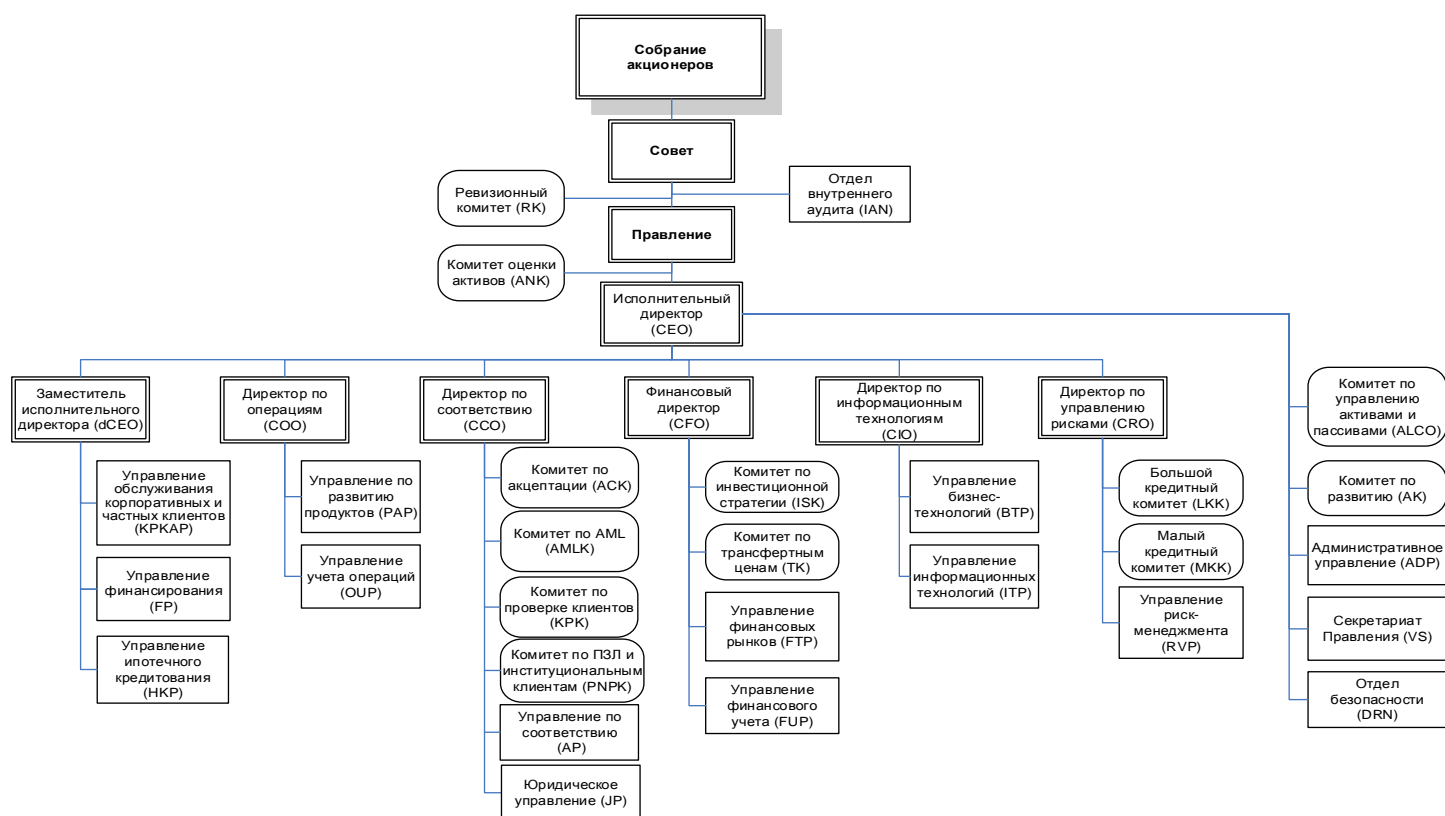 Собрание
акционеров
Совет
Ревизионный
комитет (RK)
Отдел
внутреннего
аудита (IAN)
Правление
Комитет оценки
активов (ANK)
Исполнительный
директор
(CEO)
Заместитель
исполнительного
директора (dCEO)
Директор по
операциям
(COO)
Директор по
соответствию
(CCO)
Финансовый
директор
(CFO)
Директор по
информационным
технологиям
(CIO)
Директор по
управлению
рисками (CRO)
Комитет по
управлению
активами и
пассивами (ALCO)
Управление
обслуживания
корпоративных и
частных клиентов
(KPKAP)
Управление
финансирования
(FP)
Управление
ипотечного
кредитования
(HKP)
Управление по
развитию
продуктов (PAP)
Управление
учета операций
(OUP)
Комитет по
акцептации (ACK)
Комитет по AML
(AMLK)
Комитет по
проверке клиентов
(KPK)
Комитет по ПЗЛ и
институциональным
клиентам (PNPK)
Управление по
соответствию
(AP)
Юридическое
управление (JP)
Комитет по
инвестиционной
стратегии (ISK)
Комитет по
трансфертным
ценам (TK)
Управление
финансовых
рынков (FTP)
Управление
финансового
учета (FUP)
Управление
бизнес-
технологий (BTP)
Управление
информационных
технологий (ITP)
Большой
кредитный
комитет (LKK)
Малый
кредитный
комитет (MKK)
Управление
риск-
менеджмента
(RVP)
Комитет по
развитию (AK)
Административное
управление (ADP)
Секретариат
Правления (VS)
Отдел
безопасности
(DRN)